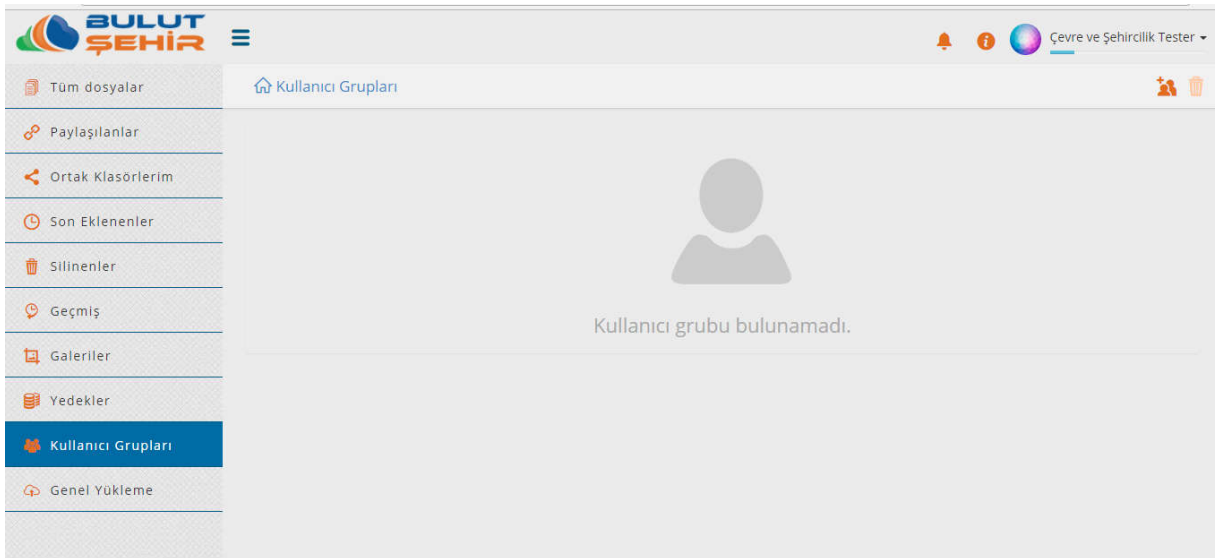 BULUT
ŞEHİR
Çevre ve Şehircilik Tester
Kullanıcı Grupları
Tüm dosyalar
Paylaşılanlar
Ortak Klasörlerim
Son Eklenenler
Silinenler
Geçmiş
Galeriler
Yedekler
Kullanıcı Grupları
Genel Yükleme
Kullanıcı grubu bulunamadı.